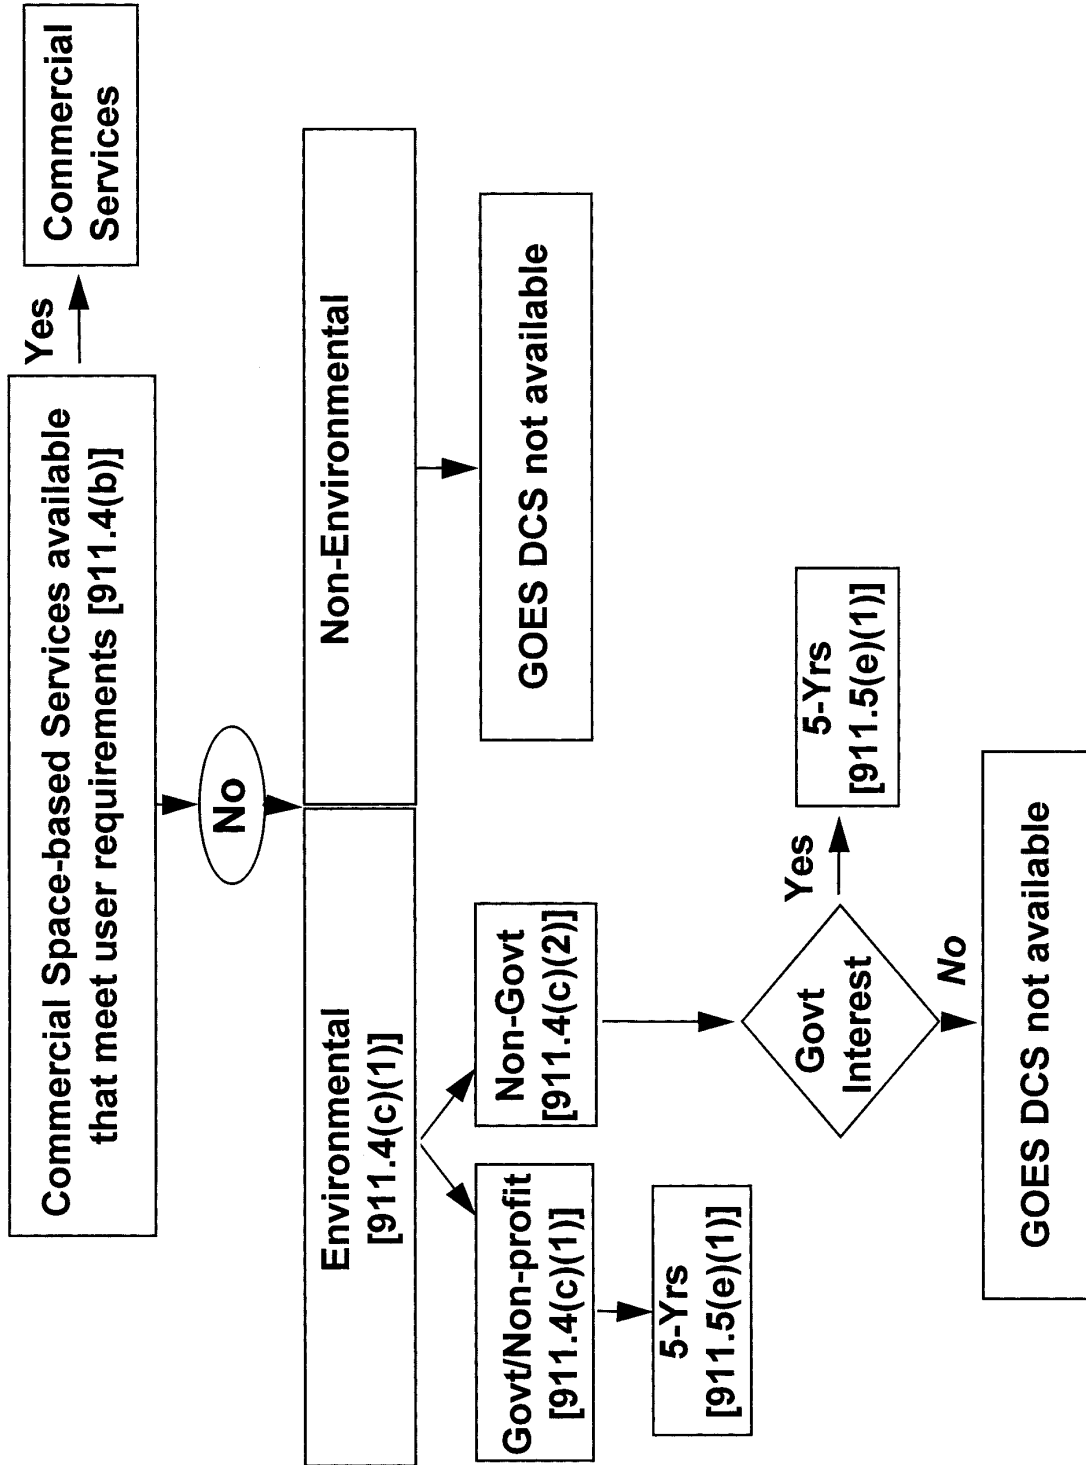 Commercial Space-based Services available
that meet user requirements [911.4(b)]
Yes
Commercial
Services
No
Environmental
[911.4(c)(1)]
Non-Environmental
Govt/Non-profit
[911.4(c)(1)]
Non-Govt
[911.4(c)(2)]
GOES DCS not available
5-Yrs
[911.5(e)(1)]
Govt
Interest
Yes
5-Yrs
[911.5(e)(1)]
No
GOES DCS not available